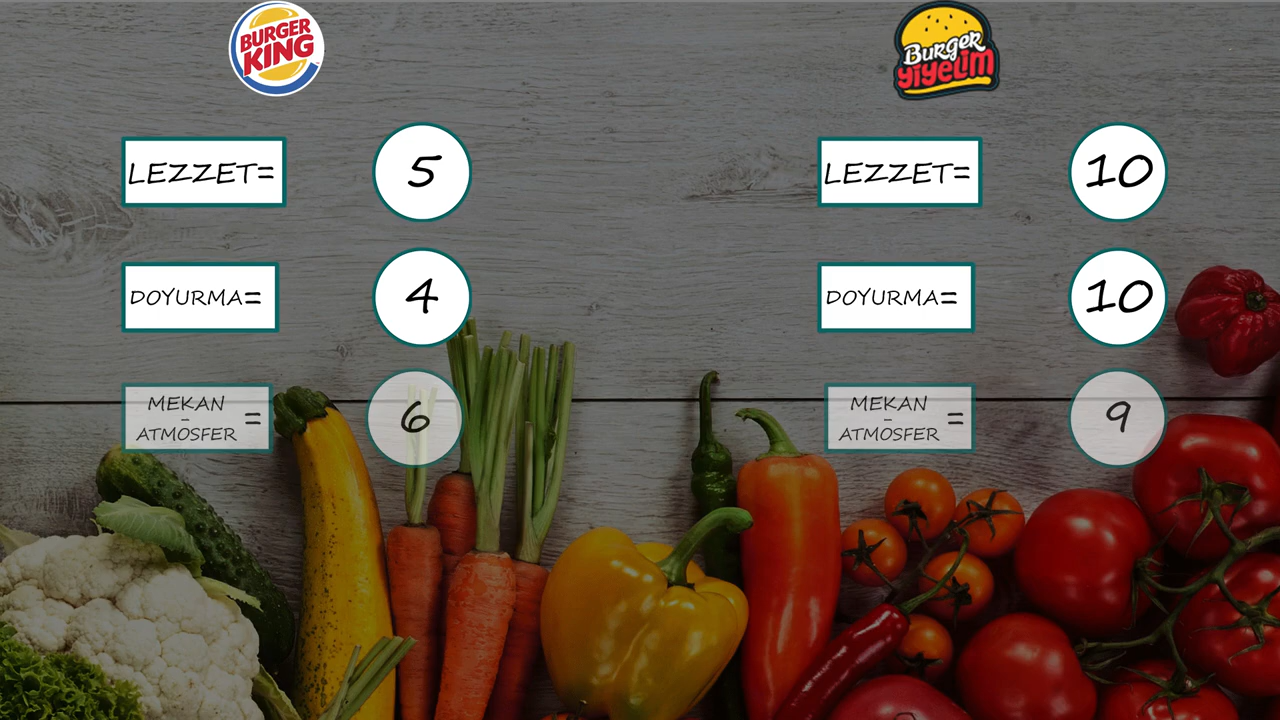 BURGER
KING
LEZZET=
5
DOYURMA=
4
MEKAN
-
ATMOSFER
=
6
Burger
yiyelim
LEZZET=
10
DOYURMA=
10
MEKAN
-
ATMOSFER
=
9